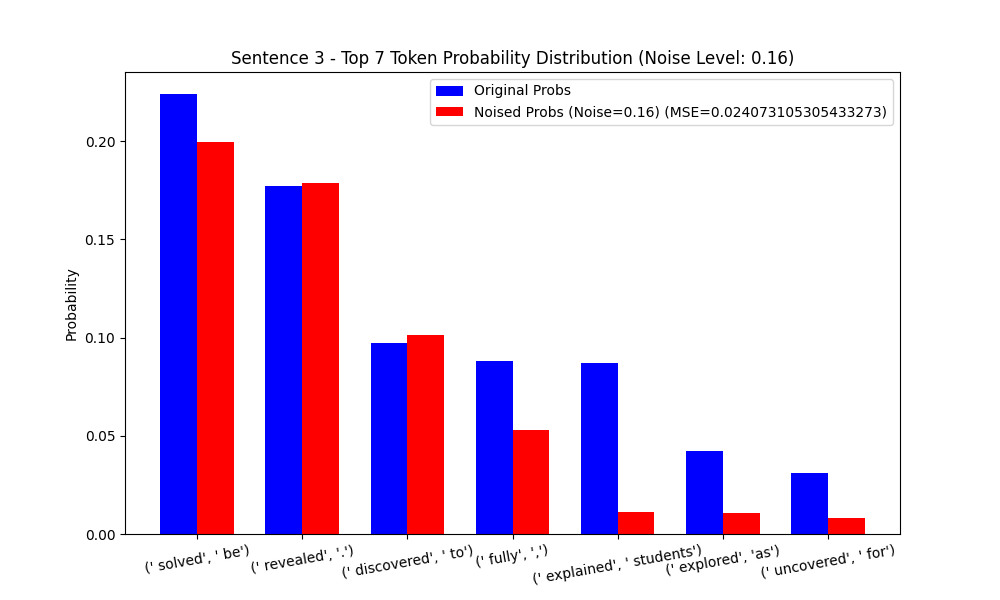 Sentence 3 - Top 7 Token Probability Distribution (Noise Level: 0.16)
Original Probs
Noised Probs (Noise=0.16) (MSE=0.024073105305433273)
Probability
0.20
0.15
0.10
0.05
0.00
(' solved', ' be')
(' revealed', '.')
(' discovered', ' to')
(' fully', ',')
(' explained', ' students')
(' explored', 'as')
(' uncovered', ' for')